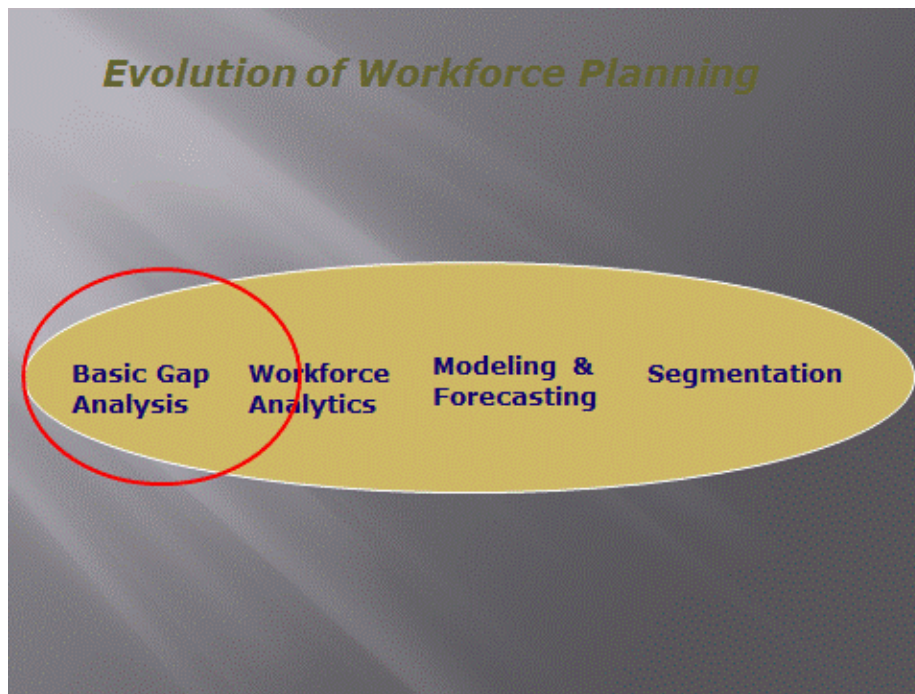 Evolution of Workforce Planning
Basic Gap
Analysis
Workforce
Analytics
Modeling &
Forecasting
Segmentation